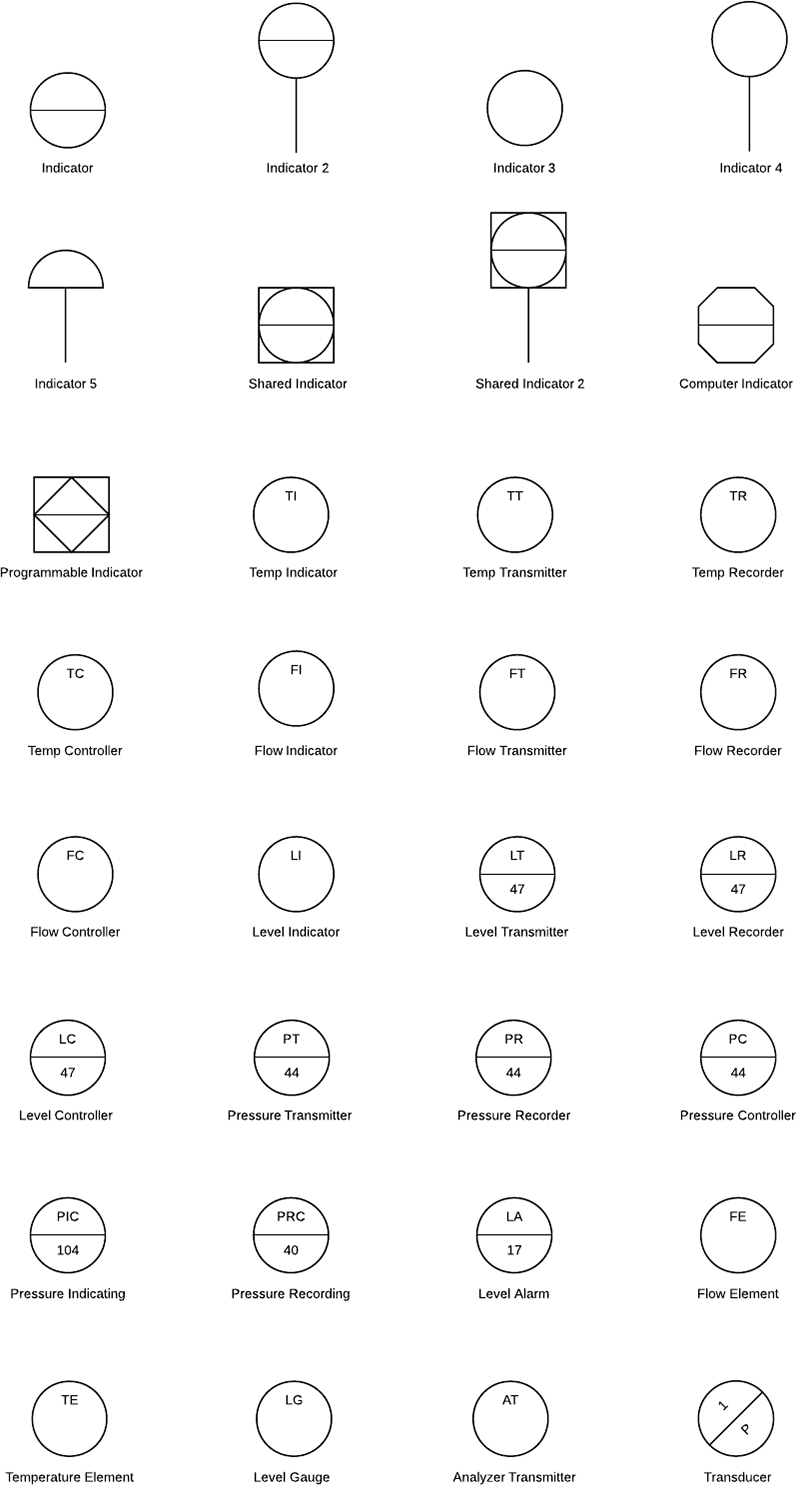 Indicator
Indicator 2
Indicator 3
Indicator 4
Indicator 5
Shared Indicator
Shared Indicator 2
Computer Indicator
Programmable Indicator
TI
Temp Indicator
TT
Temp Transmitter
TR
Temp Recorder
TC
Temp Controller
FI
Flow Indicator
FT
Flow Transmitter
FR
Flow Recorder
FC
Flow Controller
LI
Level Indicator
LT
47
Level Transmitter
LR
47
Level Recorder
LC
47
Level Controller
PT
44
Pressure Transmitter
PR
44
Pressure Recorder
PC
44
Pressure Controller
PIC
104
Pressure Indicating
PRC
40
Pressure Recording
LA
17
Level Alarm
FE
Flow Element
TE
Temperature Element
LG
Level Gauge
AT
Analyzer Transmitter
1
P
Transducer